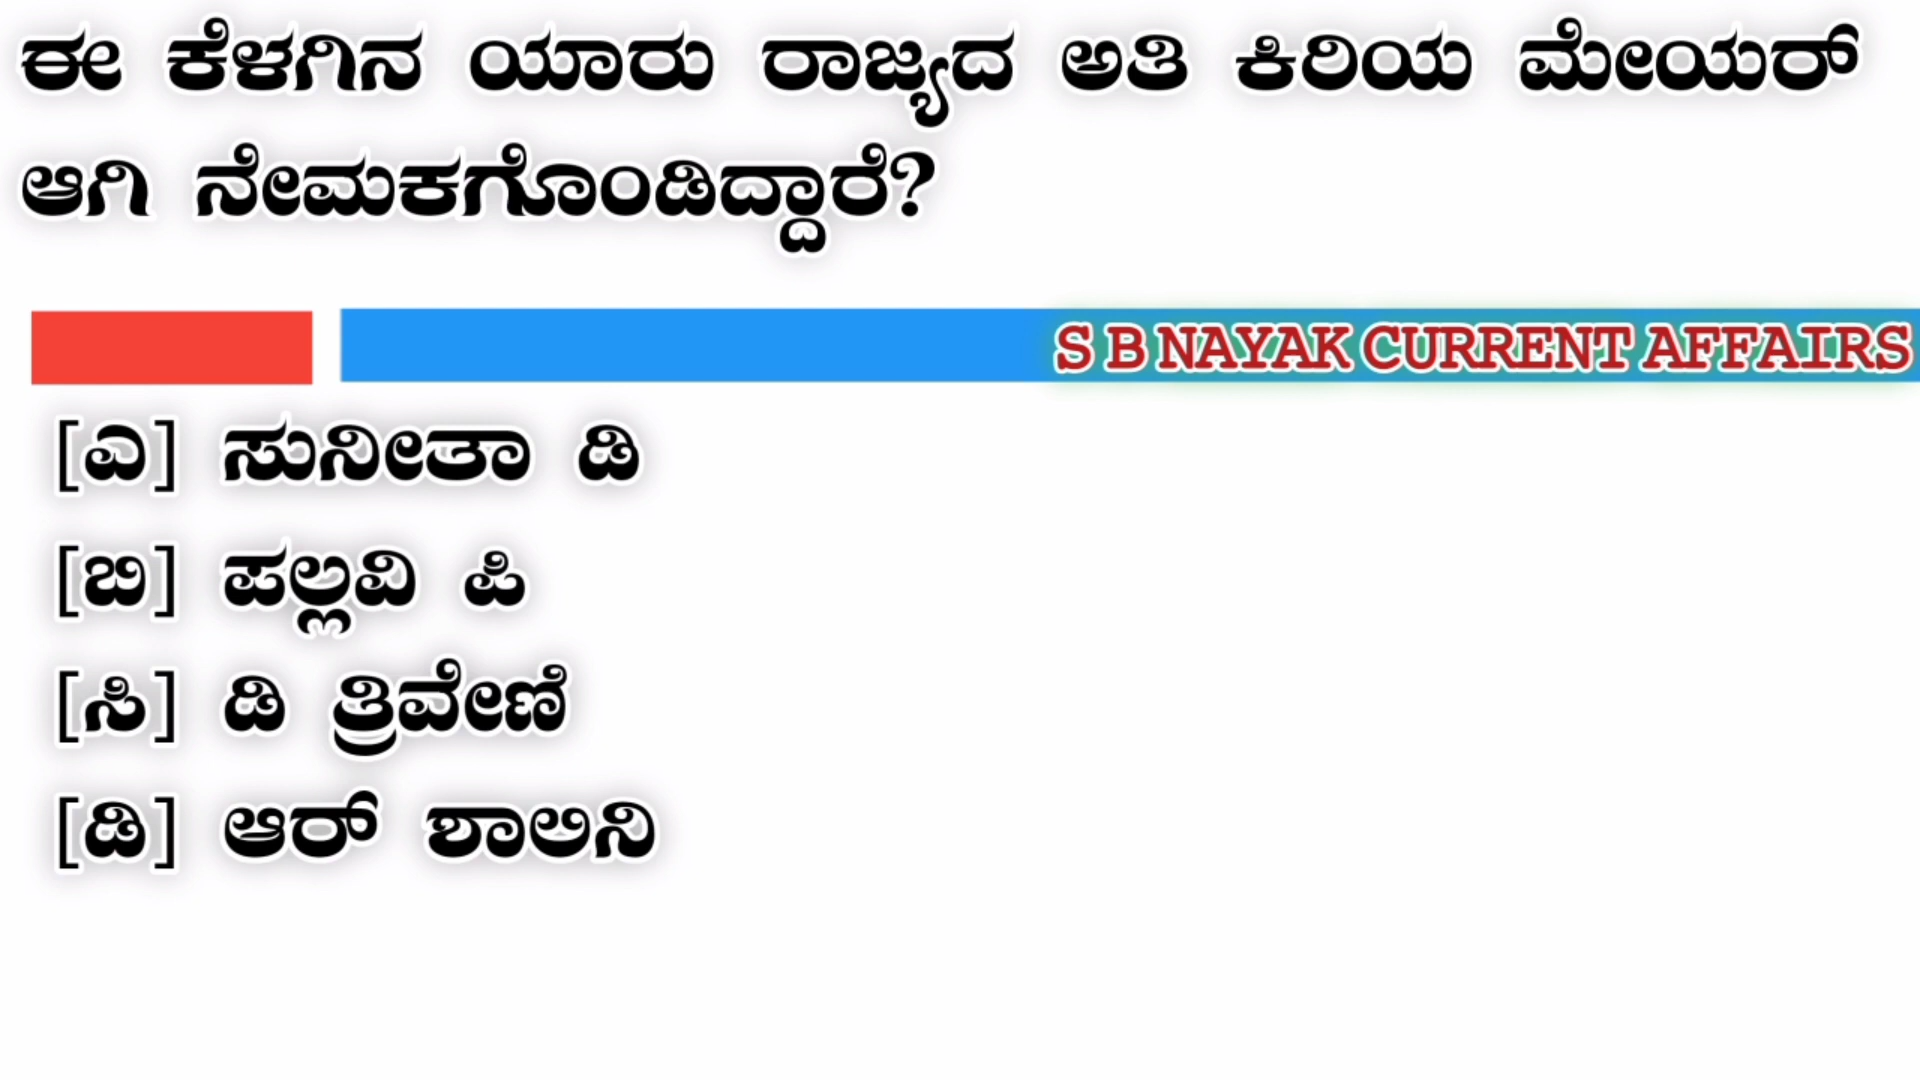 ಈ ಕೆಳಗಿನ ಯಾರು ರಾಜ್ಯದ ಅತಿ ಕಿರಿಯ ಮೇಯರ್
ಆಗಿ ನೇಮಕಗೊಂಡಿದ್ದಾರೆ?
S B NAYAK CURRENT AFFAIRS
[ಎ] ಸುನೀತಾ ಡಿ
[ಬಿ] ಪಲ್ಲವಿ ಪಿ
[ಸಿ] ಡಿ ತ್ರಿವೇಣಿ
[ಡಿ] ಆರ್ ಶಾಲಿನಿ